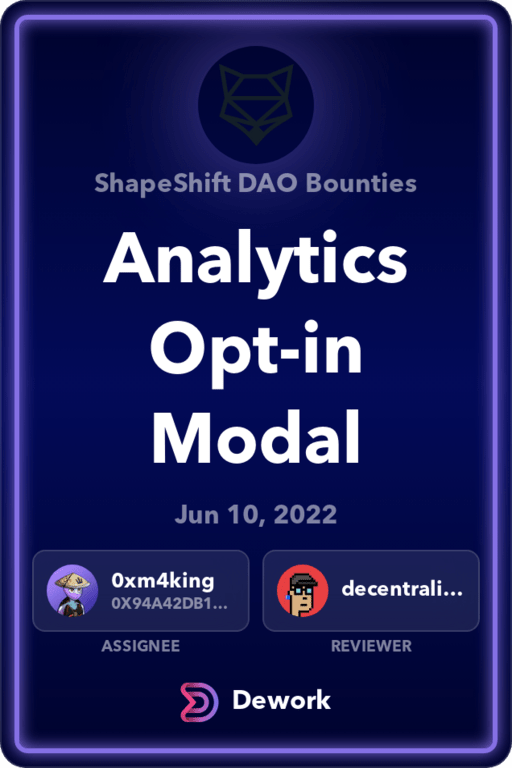 ShapeShift DAO Bounties
Analytics
Opt-in
Modal
Jun 10, 2022
0xm4king
0X94A42DB1...
ASSIGNEE
decentrali...
REVIEWER
Dework